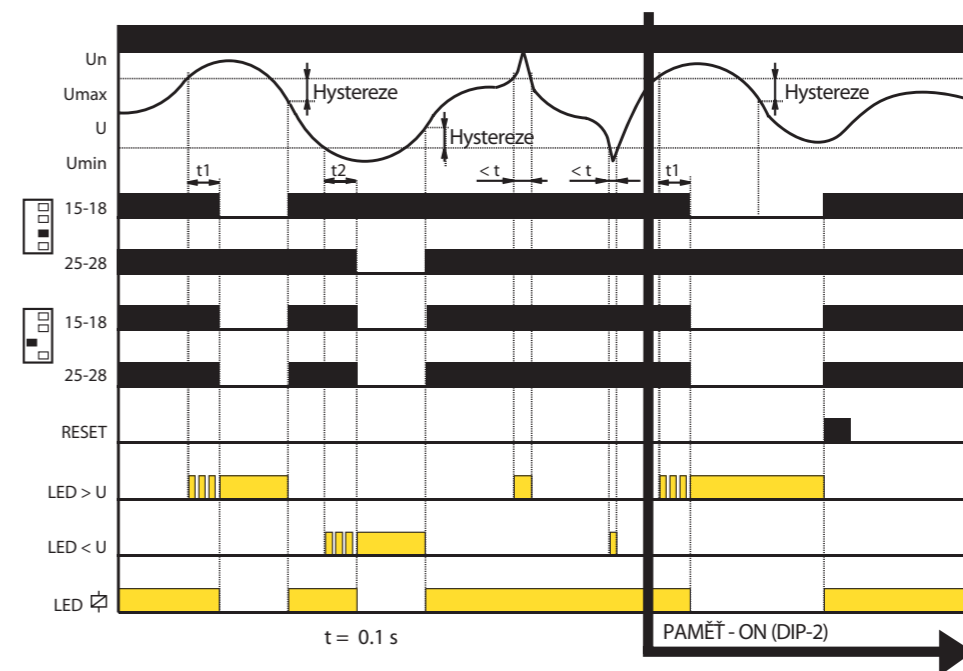 Un
Umax
Hystereze
Hystereze
U
Hystereze
Umin
t1
t2
< t
< t
t1
15-18
25-28
15-18
25-28
RESET
LED > U
LED < U
LED
t = 0.1 s
PAMĚŤ - ON (DIP-2)